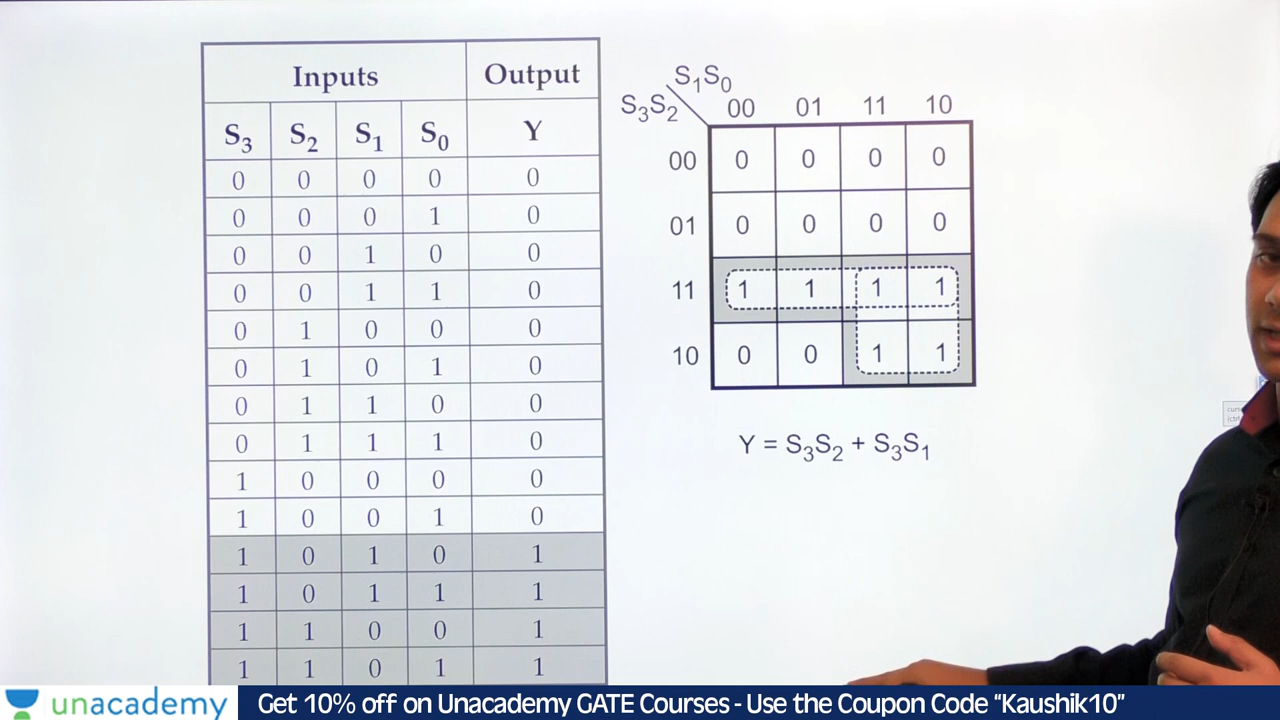 Inputs Output
S₃ S₂ S₁ S₀ Y
0 0 0 0 0
0 0 0 1 0
0 0 1 0 0
0 0 1 1 0
0 1 0 0 0
0 1 0 1 0
0 1 1 0 0
0 1 1 1 0
1 0 0 0 0
1 0 0 1 0
1 0 1 0 1
1 0 1 1 1
1 1 0 0 1
1 1 0 1 1
S₁S₀
S₃S₂ 00 01 11 10
00 0 0 0 0
01 0 0 0 0
11 1 1 1 1
10 0 0 1 1
Y = S₃S₂ + S₃S₁
unacademy
Get 10% off on Unacademy GATE Courses - Use the Coupon Code “Kaushik10”